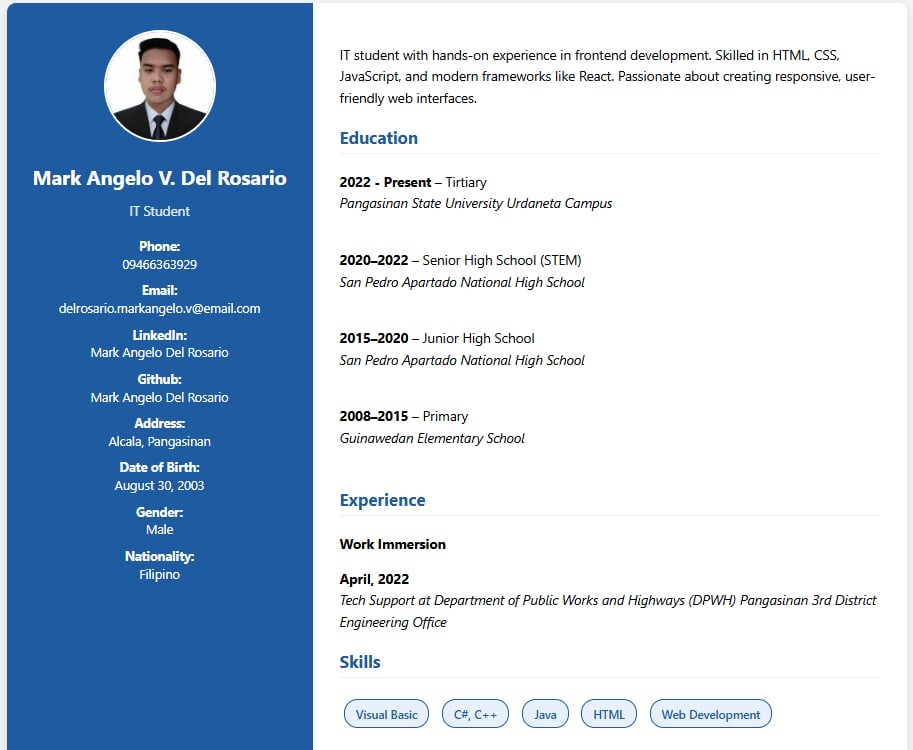 Mark Angelo V. Del Rosario
IT Student
Phone:
09466363929
Email:
delrosario.markangelo.v@email.com
LinkedIn:
Mark Angelo Del Rosario
Github:
Mark Angelo Del Rosario
Address:
Alcala, Pangasinan
Date of Birth:
August 30, 2003
Gender:
Male
Nationality:
Filipino
IT student with hands-on experience in frontend development. Skilled in HTML, CSS,
JavaScript, and modern frameworks like React. Passionate about creating responsive, user-
friendly web interfaces.
Education
2022 - Present – Tirtiary
Pangasinan State University Urdaneta Campus
2020–2022 – Senior High School (STEM)
San Pedro Apartado National High School
2015–2020 – Junior High School
San Pedro Apartado National High School
2008–2015 – Primary
Guinawedan Elementary School
Experience
Work Immersion
April, 2022
Tech Support at Department of Public Works and Highways (DPWH) Pangasinan 3rd District
Engineering Office
Skills
Visual Basic
C#, C++
Java
HTML
Web Development